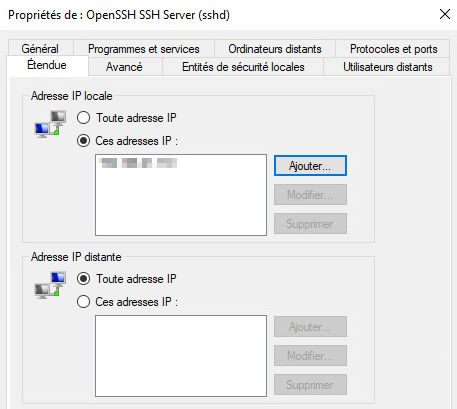 Propriétés de : OpenSSH SSH Server (sshd)
Général Programmes et services Ordinateurs distants Protocoles et ports
Étendue Avancé Entités de sécurité locales Utilisateurs distants
Adresse IP locale
Toute adresse IP
Ces adresses IP :
Ajouter...
Modifier...
Supprimer
Adresse IP distante
Toute adresse IP
Ces adresses IP :
Ajouter...
Modifier...
Supprimer